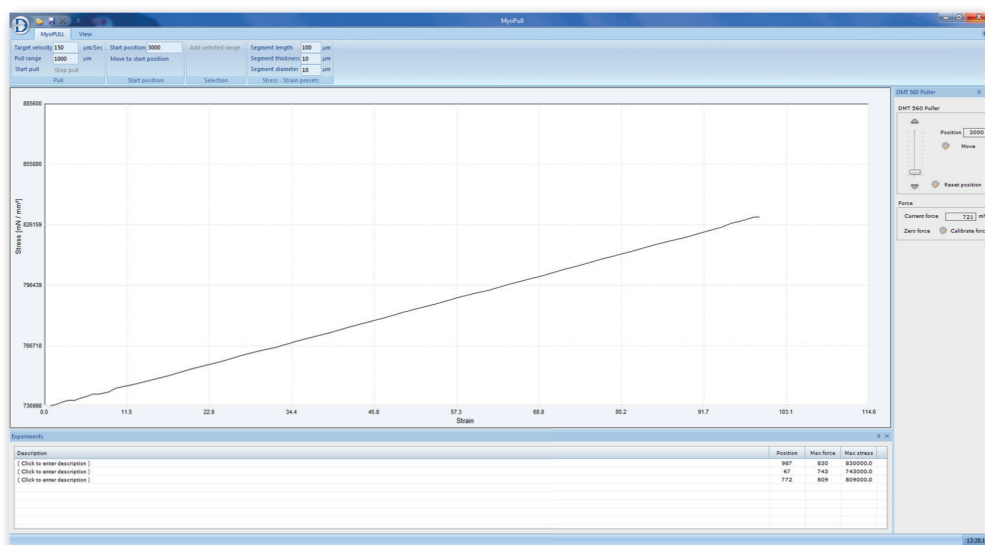 MyoPull
MyoPULL View
Target velocity 150 µm/Sec Start position 3000 Add selected range Segment length 100 µm
Pull range 1000 µm Move to start position Segment thickness 10 µm
Start pull Stop pull Segment diameter 10 µm
Pull Start position Selection Stress - Strain presets
DMT 560 Puller
DMT 560 Puller
Position 3000
Move
Reset position
Force
Current force 721
Zero force Calibrate forc
885600
855880
826159
796439
766718
736998
Stress [mN / mm²]
0.0 11.5 22.9 34.4 45.8 57.3 68.8 80.2 91.7 103.1 114.6
Strain
Experiments
Description Position Max force Max stress
( Click to enter description ) 987 830 830000.0
( Click to enter description ) 67 743 743000.0
( Click to enter description ) 772 809 809000.0
13:28:1